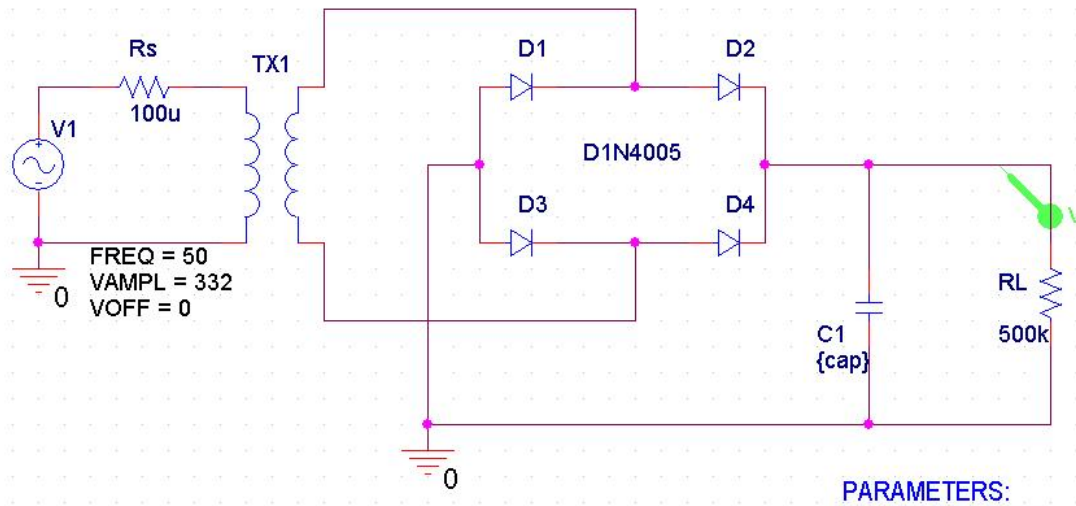 Rs
TX1
100u
V1
D1
D2
D1N4005
D3
D4
FREQ = 50
VAMPL = 332
VOFF = 0
0
C1
{cap}
RL
500k
V
0
PARAMETERS: